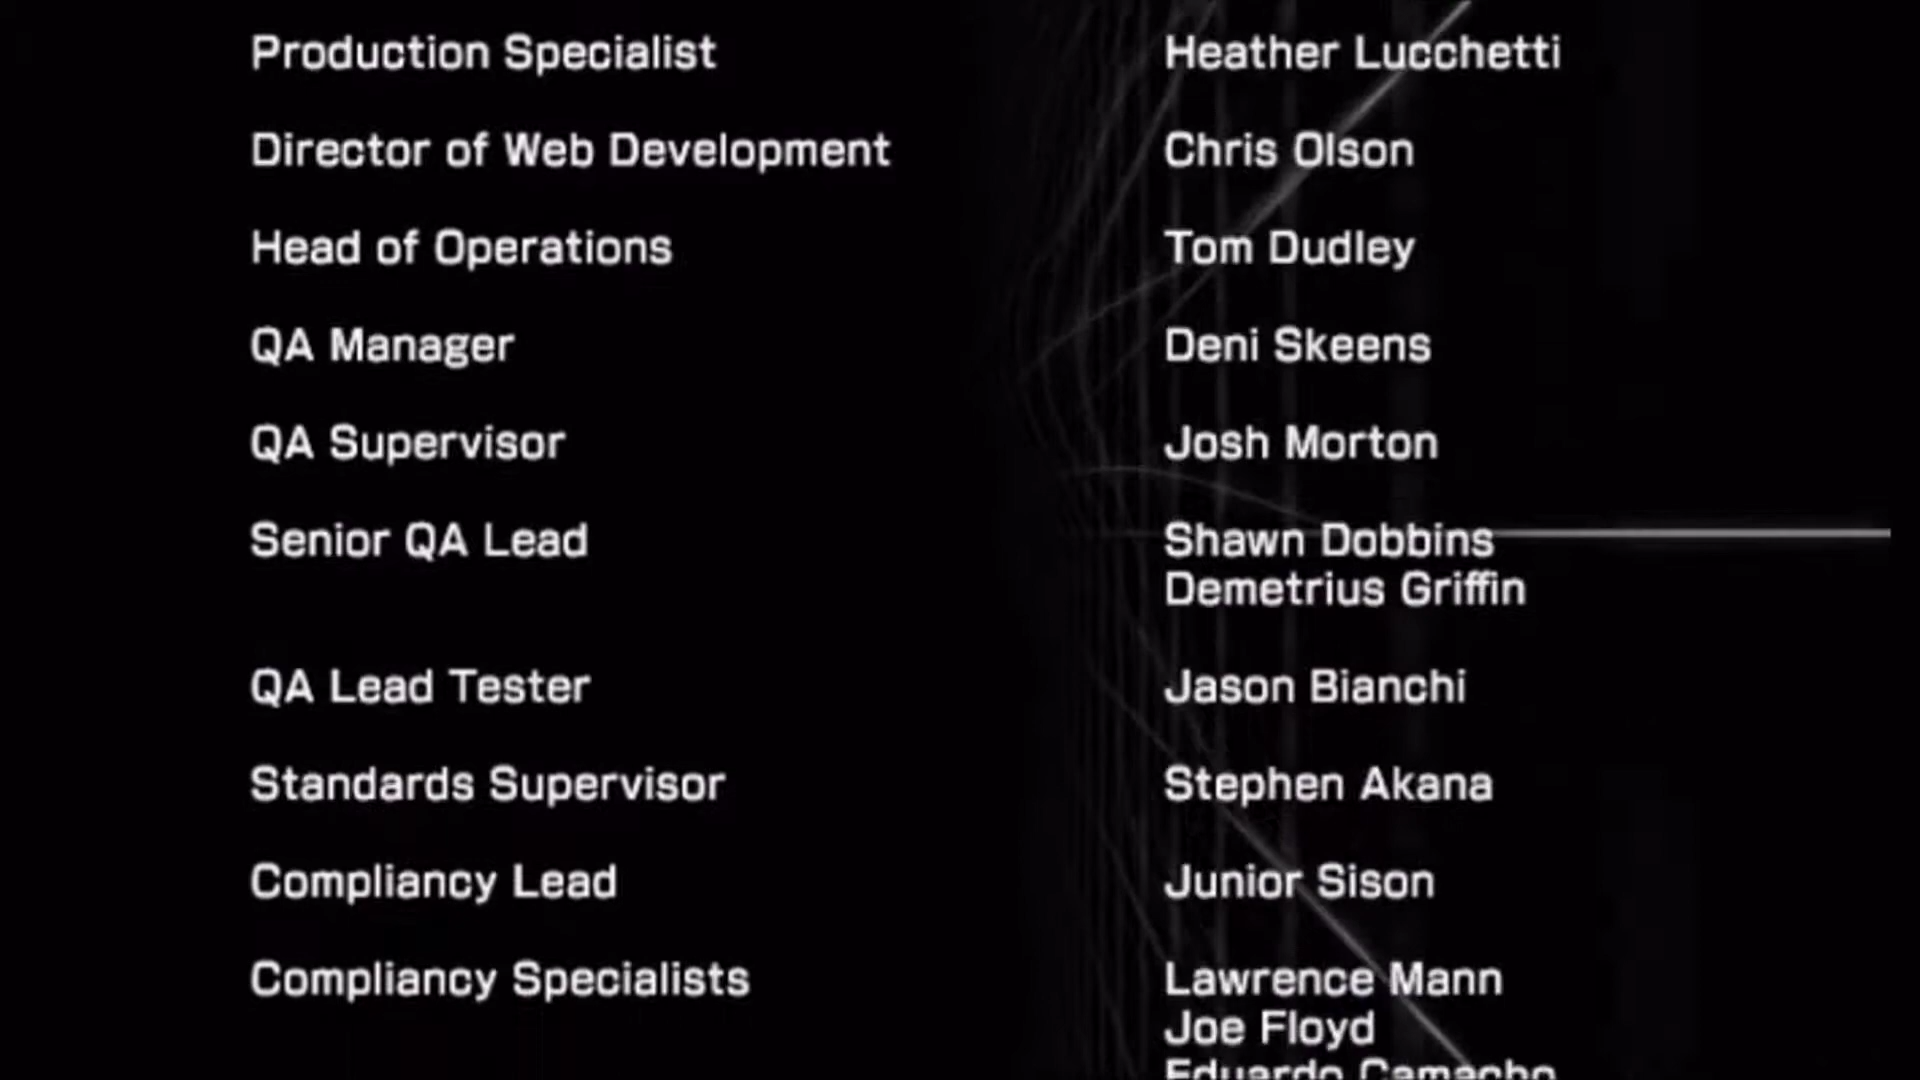 Production Specialist Heather Lucchetti
Director of Web Development Chris Olson
Head of Operations Tom Dudley
QA Manager Deni Skeens
QA Supervisor Josh Morton
Senior QA Lead Shawn Dobbins
Demetrius Griffin
QA Lead Tester Jason Bianchi
Standards Supervisor Stephen Akana
Compliancy Lead Junior Sison
Compliancy Specialists Lawrence Mann
Joe Floyd
Eduardo Camacho